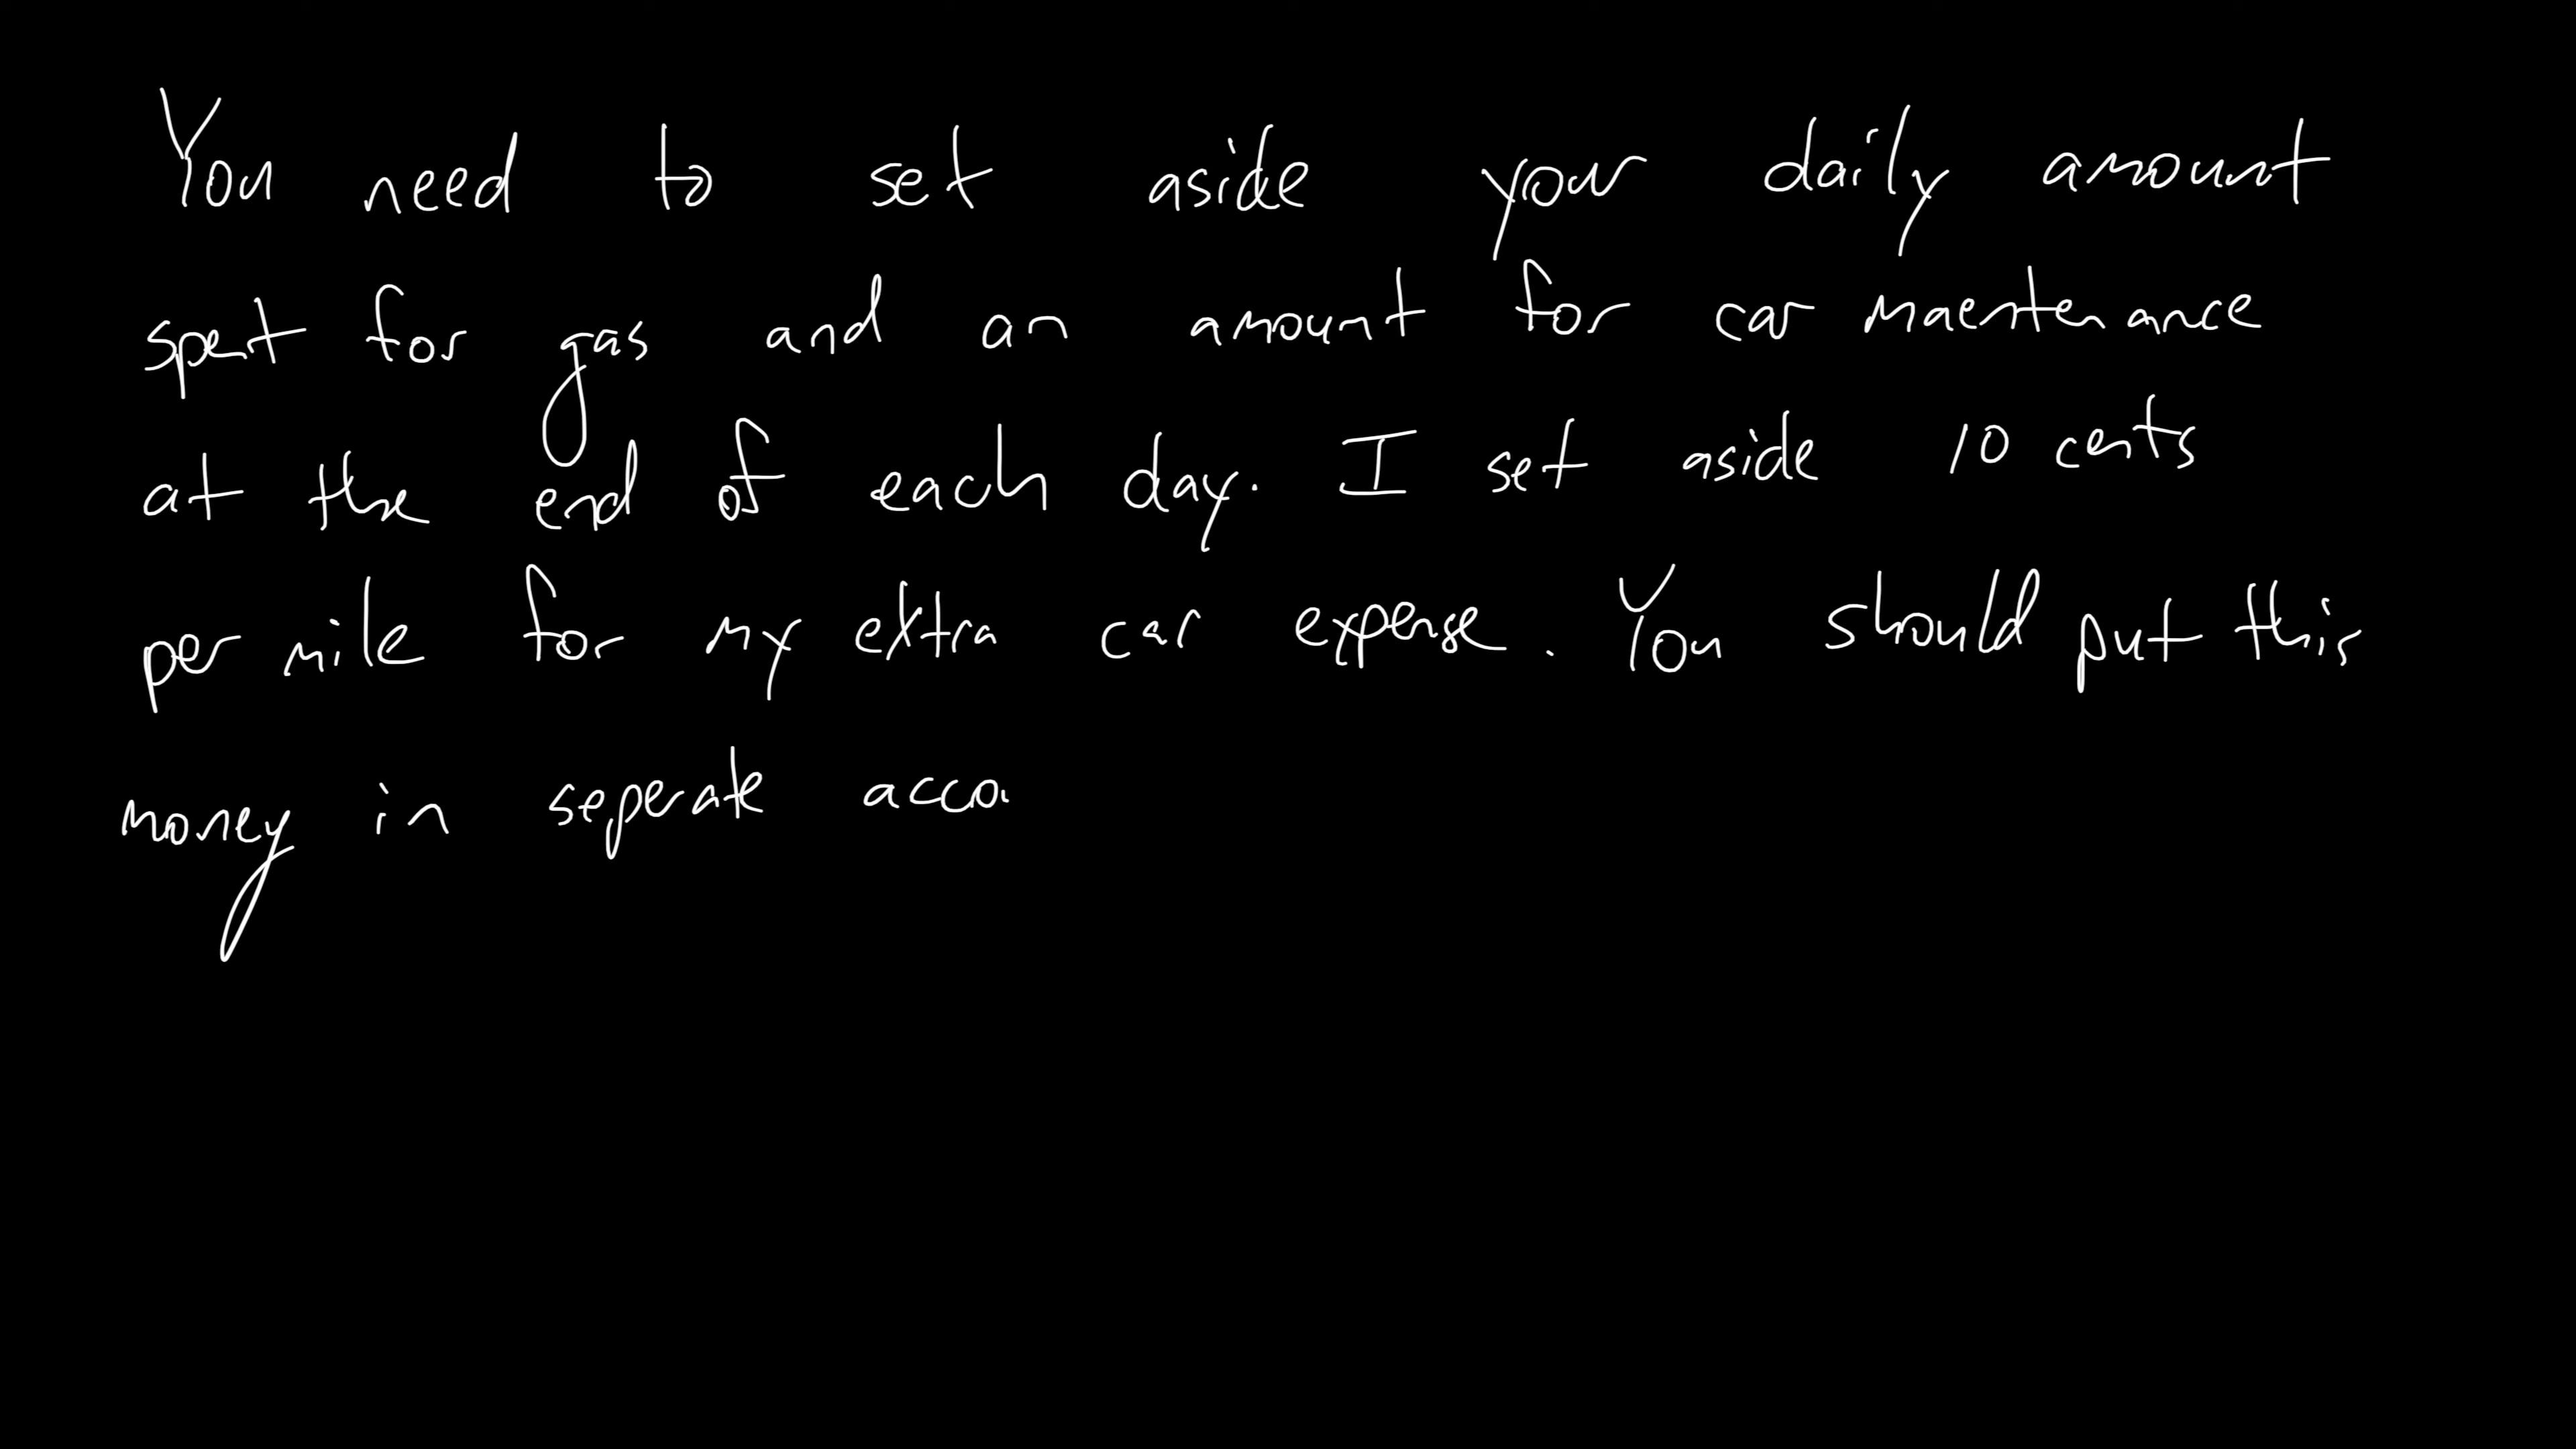 You need to set aside your daily amount
spent for gas and an amount for car maentenance
at the end of each day. I set aside 10 cents
per mile for my extra car expense. You should put this
money in seperate acco